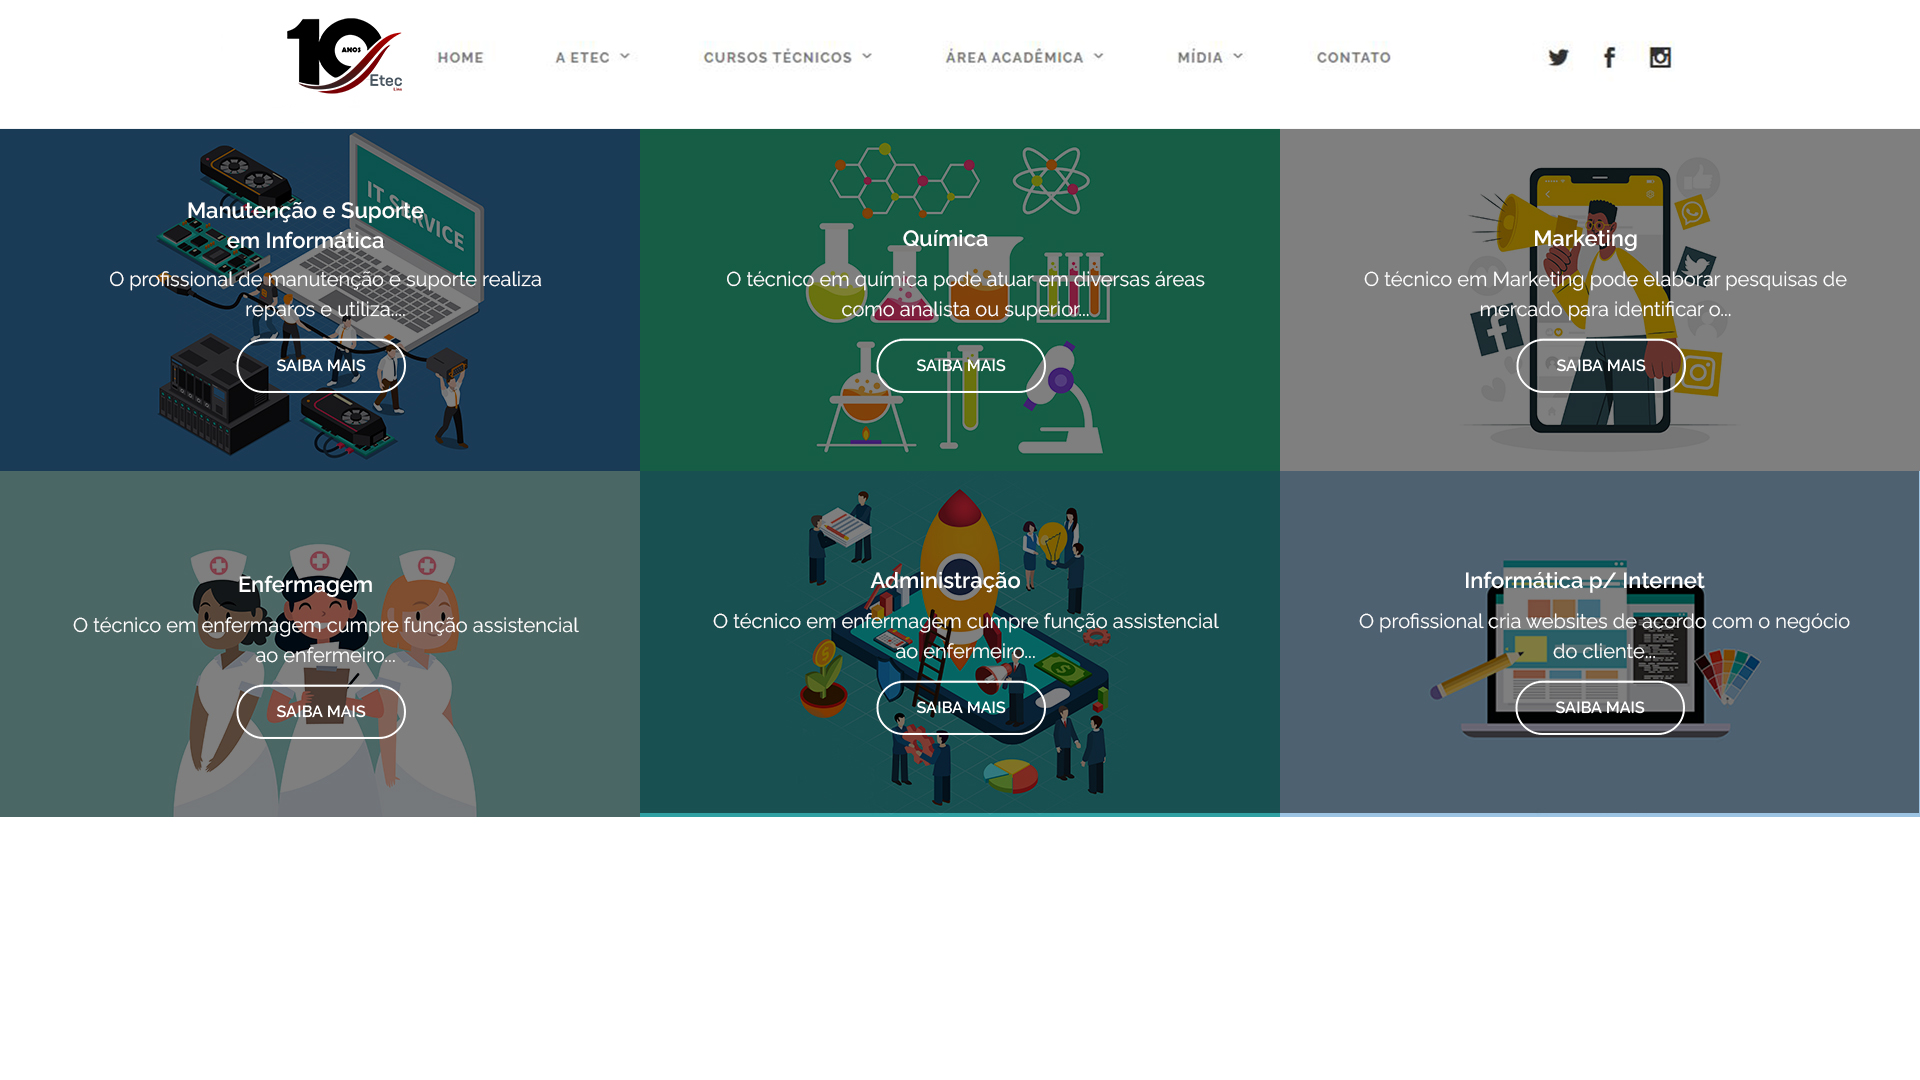 10 ANOS
Etec
Lins
HOME
A ETEC
CURSOS TÉCNICOS
ÁREA ACADÊMICA
MÍDIA
CONTATO
IT SERVICE
Manutenção e Suporte
em Informática
O profissional de manutenção e suporte realiza
reparos e utiliza....
SAIBA MAIS
Química
O técnico em química pode atuar em diversas áreas
como analista ou superior...
SAIBA MAIS
Marketing
O técnico em Marketing pode elaborar pesquisas de
mercado para identificar o...
SAIBA MAIS
Enfermagem
O técnico em enfermagem cumpre função assistencial
ao enfermeiro...
SAIBA MAIS
Administração
O técnico em enfermagem cumpre função assistencial
ao enfermeiro...
SAIBA MAIS
Informática p/ Internet
O profissional cria websites de acordo com o negócio
do cliente...
SAIBA MAIS